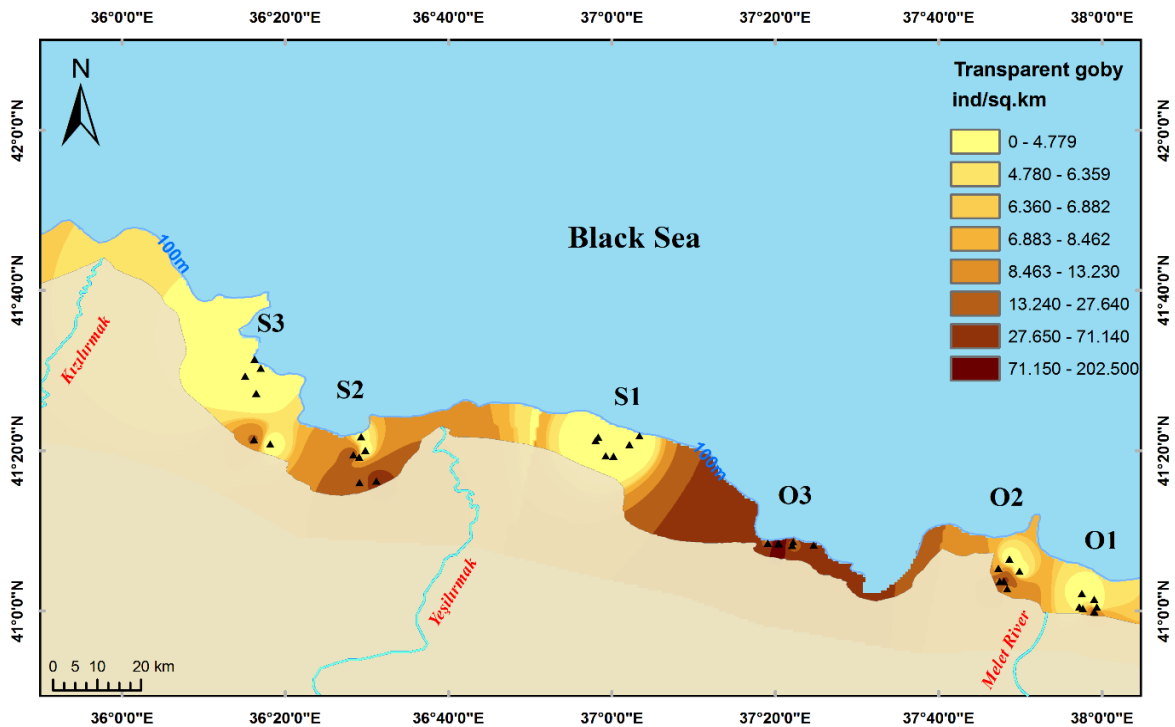 36°0'0"E 36°20'0"E 36°40'0"E 37°0'0"E 37°20'0"E 37°40'0"E 38°0'0"E
N
Transparent goby
ind/sq.km
0 - 4.779
4.780 - 6.359
6.360 - 6.882
6.883 - 8.462
8.463 - 13.230
13.240 - 27.640
27.650 - 71.140
71.150 - 202.500
42°0'0"N
42°0'0"N
Black Sea
100m
41°40'0"N
41°40'0"N
S3
Kızılırmak
S2
S1
41°20'0"N
41°20'0"N
100m
O3
O2
O1
Yeşilırmak
41°0'0"N
41°0'0"N
Melet River
0 5 10 20 km
36°0'0"E 36°20'0"E 36°40'0"E 37°0'0"E 37°20'0"E 37°40'0"E 38°0'0"E